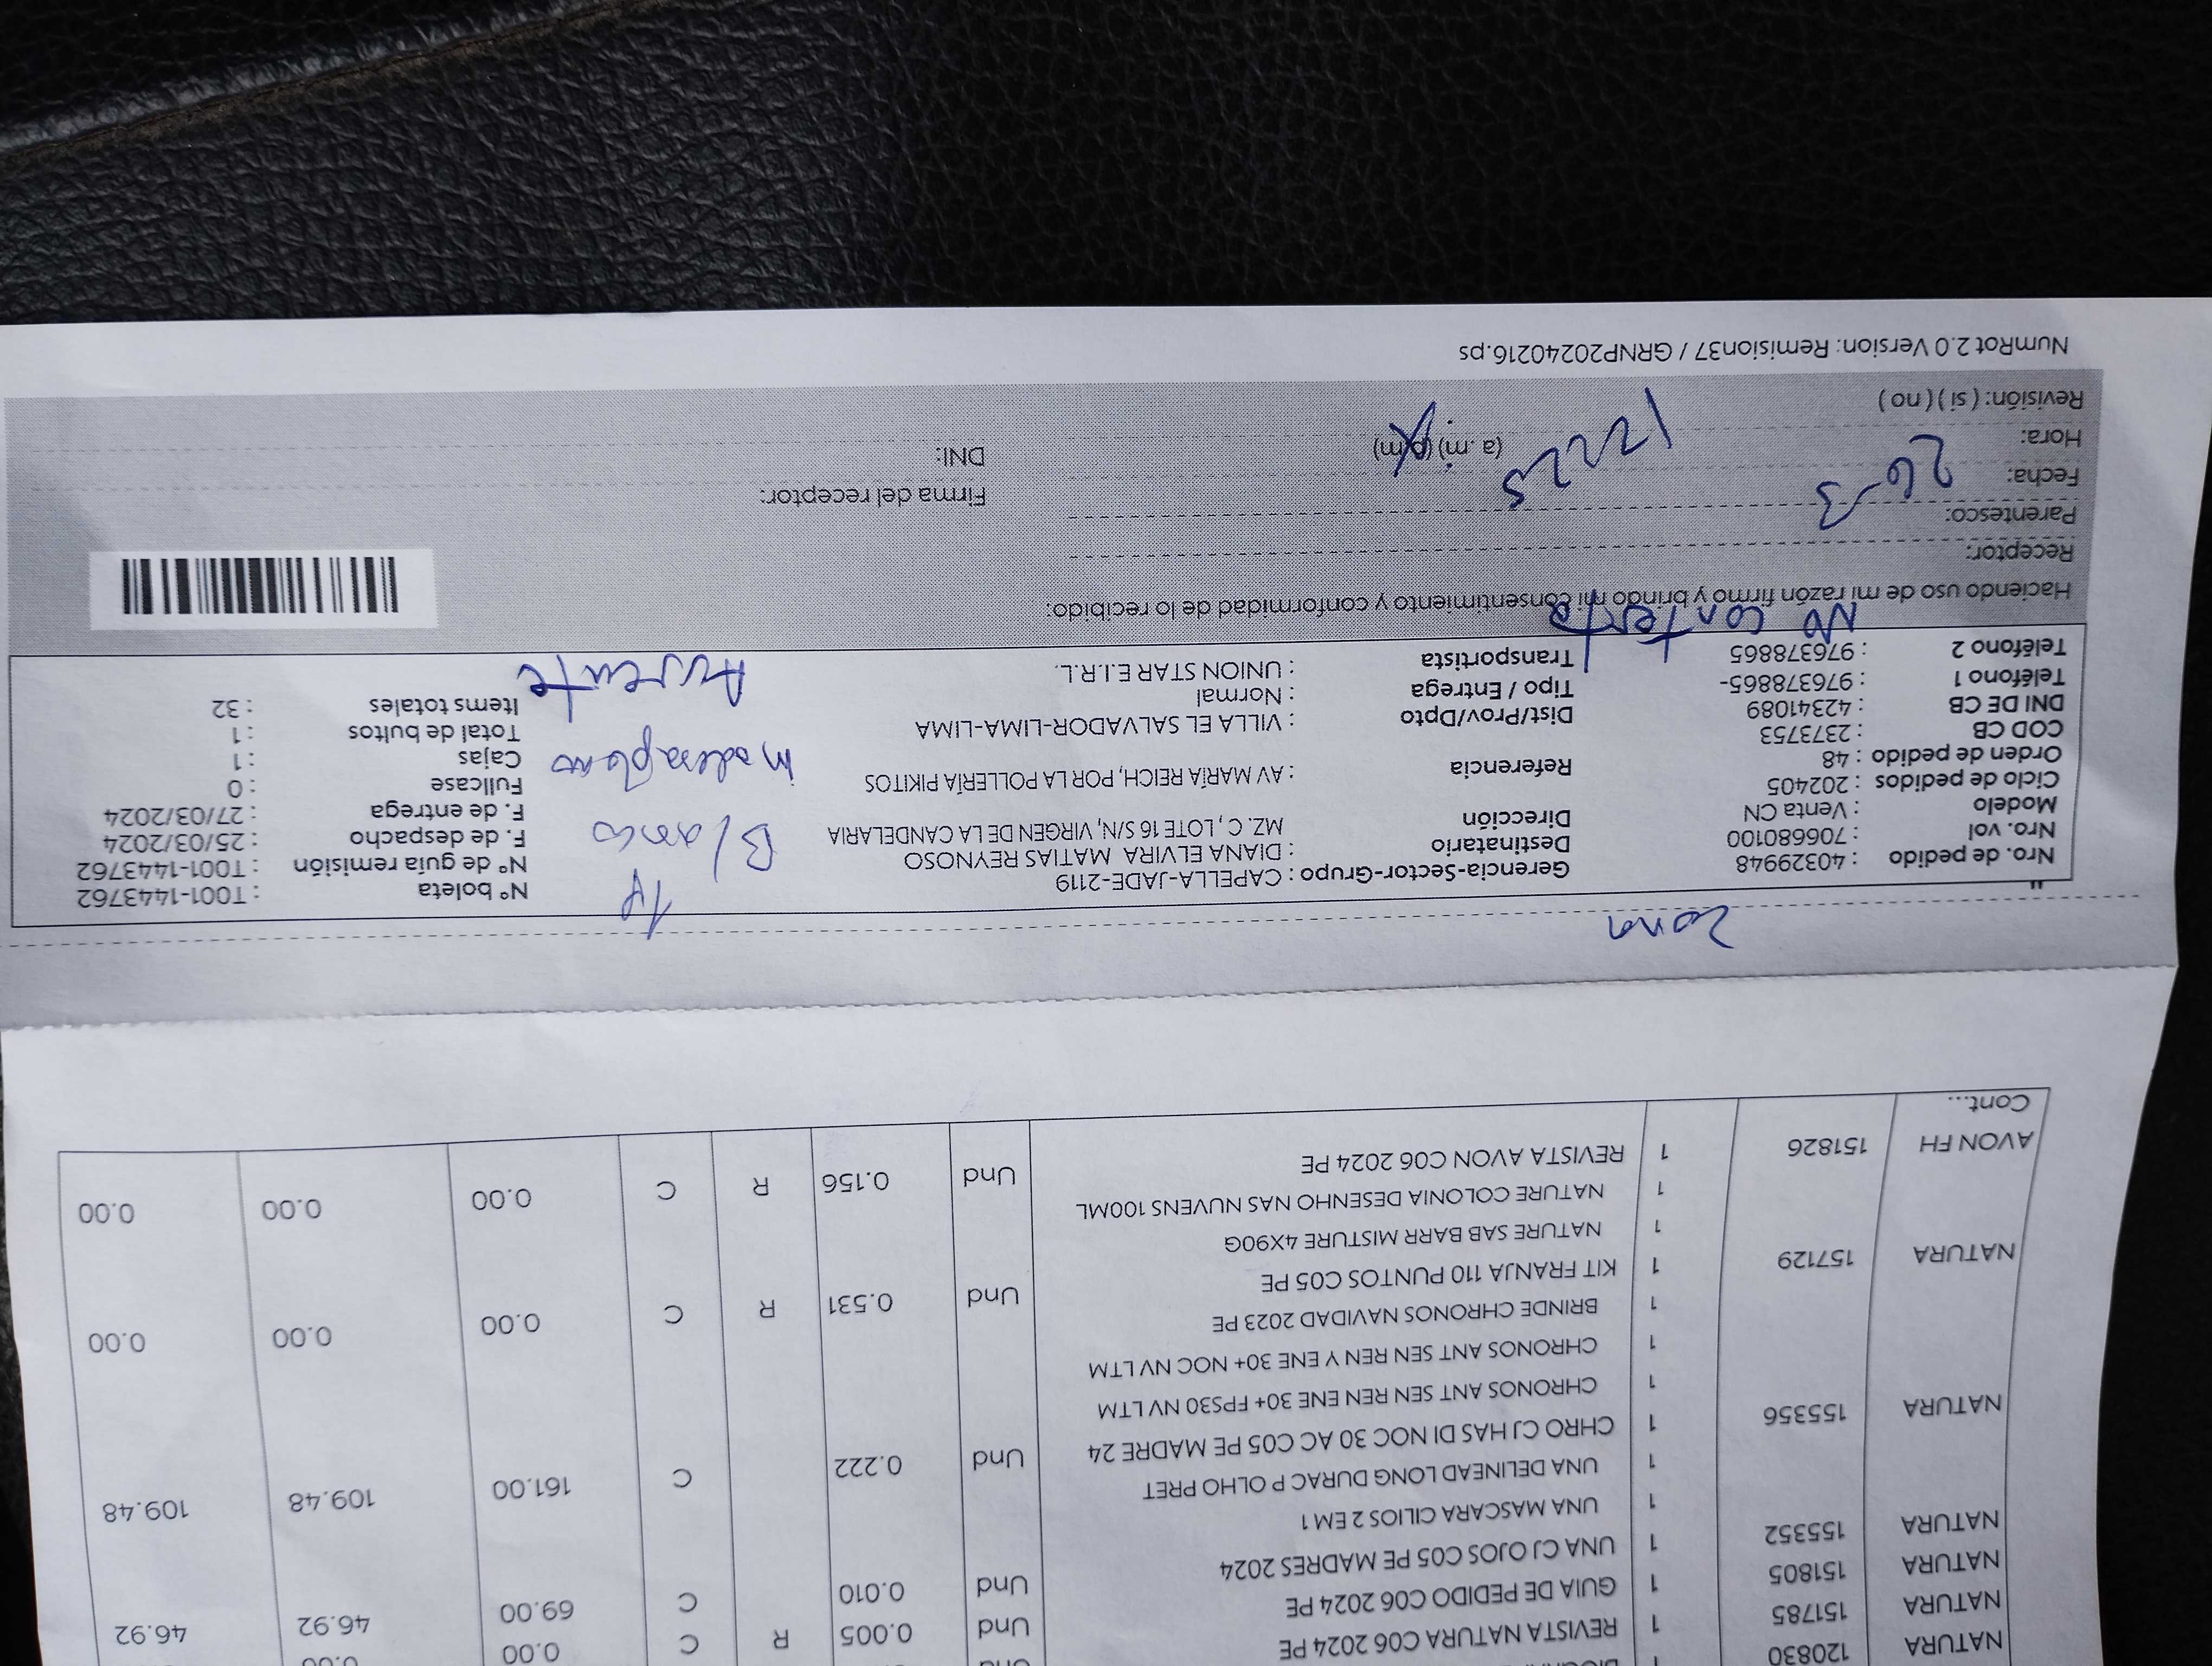 NATURA 120830 1
NATURA 151785 1 REVISTA NATURA C06 2024 PE Und
NATURA 151805 1 GUIA DE PEDIDO C06 2024 PE Und 0.005 R C 0.00 0.00
NATURA 155352 1 UNA CJ OJOS C05 PE MADRES 2024 Und 0.010 C 69.00 46.92 46.92
1 UNA MASCARA CILIOS 2 EM 1
1 UNA DELINEAD LONG DURAC P OLHO PRET
NATURA 155356 1 CHRO CJ HAS DI NOC 30 AC C05 PE MADRE 24 Und 0.222 C 161.00 109.48 109.48
1 CHRONOS ANT SEN REN ENE 30+ FPS30 NV LTM
1 CHRONOS ANT SEN REN Y ENE 30+ NOC NV LTM
1 BRINDE CHRONOS NAVIDAD 2023 PE
NATURA 157129 1 KIT FRANJA 110 PUNTOS C05 PE Und 0.531 R C 0.00 0.00 0.00
1 NATURE SAB BARR MISTURE 4X90G
1 NATURE COLONIA DESENHO NAS NUVENS 100ML
AVON FH 151826 1 REVISTA AVON C06 2024 PE Und 0.156 R C 0.00 0.00 0.00
Cont...
Zona
Nro. de pedido : 40329948
Nro. vol : 706680100
Modelo : Venta CN
Ciclo de pedidos : 202405
Orden de pedido : 48
COD CB : 2373753
DNI DE CB : 42341089
Teléfono 1 : 976378865-
Teléfono 2 : 976378865
No contesta
Gerencia-Sector-Grupo : CAPELLA-JADE-2119
Destinatario : DIANA ELVIRA MATIAS REYNOSO
Dirección MZ. C , LOTE 16 S/N, VIRGEN DE LA CANDELARIA
Referencia : AV MARÍA REICH, POR LA POLLERÍA PIKITOS
Dist/Prov/Dpto : VILLA EL SALVADOR-LIMA-LIMA
Tipo / Entrega : Normal
Transportista : UNION STAR E.I.R.L.
1P
Blanco
Ausente
N° boleta : T001-1443762
N° de guía remisión : T001-1443762
F. de despacho : 25/03/2024
F. de entrega : 27/03/2024
Fullcase : 0
Cajas : 1
Total de bultos : 1
Items totales : 32
Haciendo uso de mi razón firmo y brindo mi consentimiento y conformidad de lo recibido:
Receptor:
Parentesco:
Fecha: 26-3
Hora: 1225 (a .m) (p.m)
Revisión: ( si ) ( no )
Firma del receptor:
DNI:
NumRot 2.0 Version: Remision37 / GRNP20240216.ps